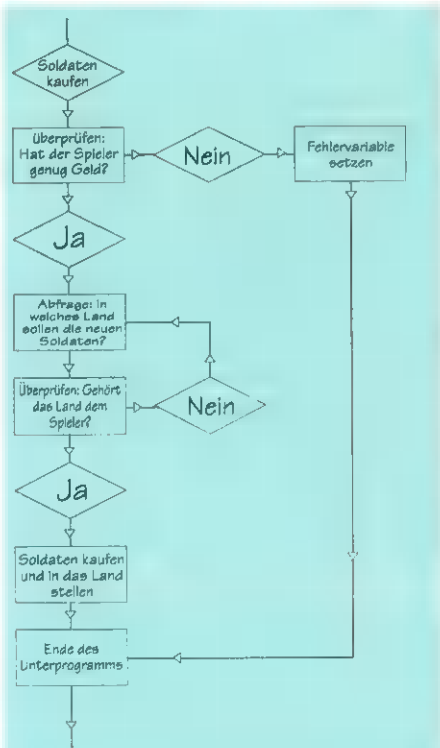 Soldaten
kaufen
überprüfen:
Hat der Spieler
genug Geld?
Nein
Fehlervariable
setzen
Ja
Abfrage: In
welches Land
sollen die neuen
Soldaten?
Überprüfen: Gehört
das Land dem
Spieler?
Nein
Ja
Soldaten kaufen
und in das Land
stellen
Ende des
Unterprogramms